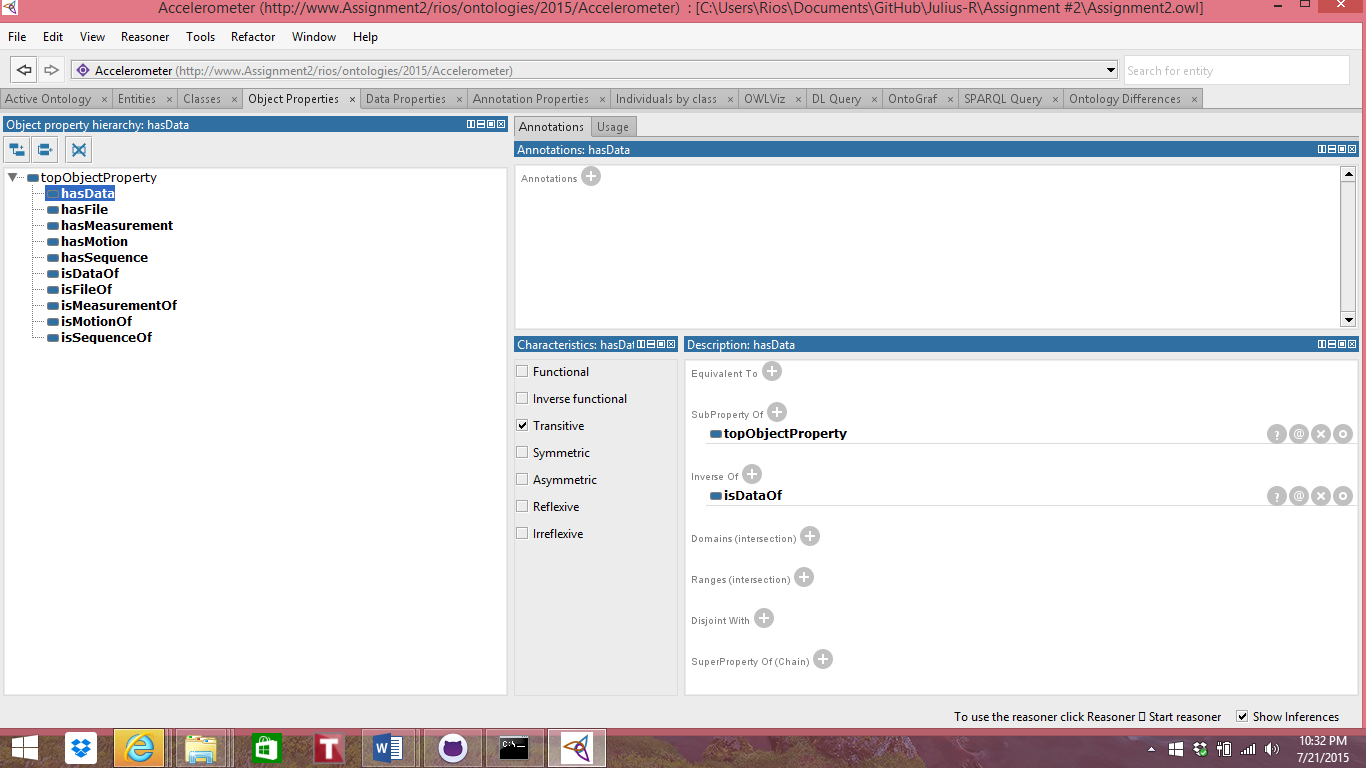 Accelerometer (http://www.Assignment2/rios/ontologies/2015/Accelerometer) : [C:\Users\Rios\Documents\GitHub\Julius-R\Assignment #2\Assignment2.owl]
File Edit View Reasoner Tools Refactor Window Help
Accelerometer (http://www.Assignment2/rios/ontologies/2015/Accelerometer)
Search for entity
Active Ontology × Entities × Classes × Object Properties × Data Properties × Annotation Properties × Individuals by class × OWLViz × DL Query × OntoGraf × SPARQL Query × Ontology Differences ×
Object property hierarchy: hasData
topObjectProperty
hasData
hasFile
hasMeasurement
hasMotion
hasSequence
isDataOf
isFileOf
isMeasurementOf
isMotionOf
isSequenceOf
Annotations Usage
Annotations: hasData
Annotations
Characteristics: hasDat
Functional
Inverse functional
Transitive
Symmetric
Asymmetric
Reflexive
Irreflexive
Description: hasData
Equivalent To
SubProperty Of
topObjectProperty
? @ × o
Inverse Of
isDataOf
? @ × o
Domains (intersection)
Ranges (intersection)
Disjoint With
SuperProperty Of (Chain)
To use the reasoner click Reasoner ▯ Start reasoner Show Inferences
T
W
C:\_
10:32 PM
7/21/2015